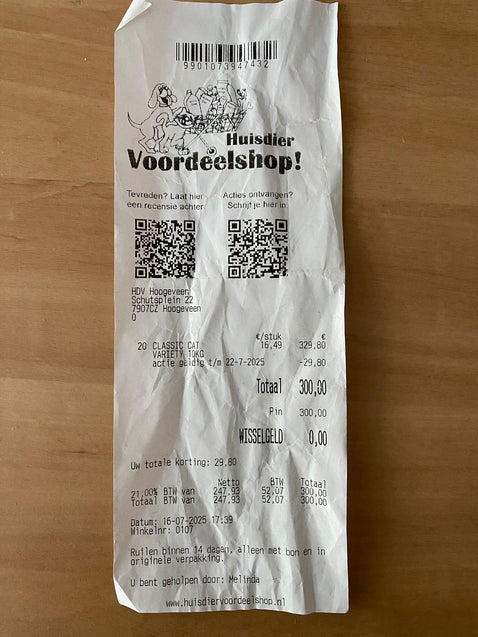 9901073947432
Huisdier
Voordeelshop!
Tevreden? Laat hier
een recensie achter.
Acties ontvangen?
Schrijf je hier in.
HDV Hoogeveen
Schutsplein 22
7907CZ Hoogeveen
0
€/stuk €
20 CLASSIC CAT 16,49 329,80
VARIETY 10KG
actie geldig t/m 22-7-2025 -29,80
Totaal 300,00
Pin 300,00
WISSELGELD 0,00
Uw totale korting: 29,80
Netto BTW Totaal
21,00% BTW van 247,93 52,07 300,00
Totaal BTW van 247,93 52,07 300,00
Datum: 16-07-2025 17:39
Winkelnr: 0107
Ruilen binnen 14 dagen, alleen met bon en in
originele verpakking.
U bent geholpen door: Melinda
www.huisdiervoordeelshop.nl